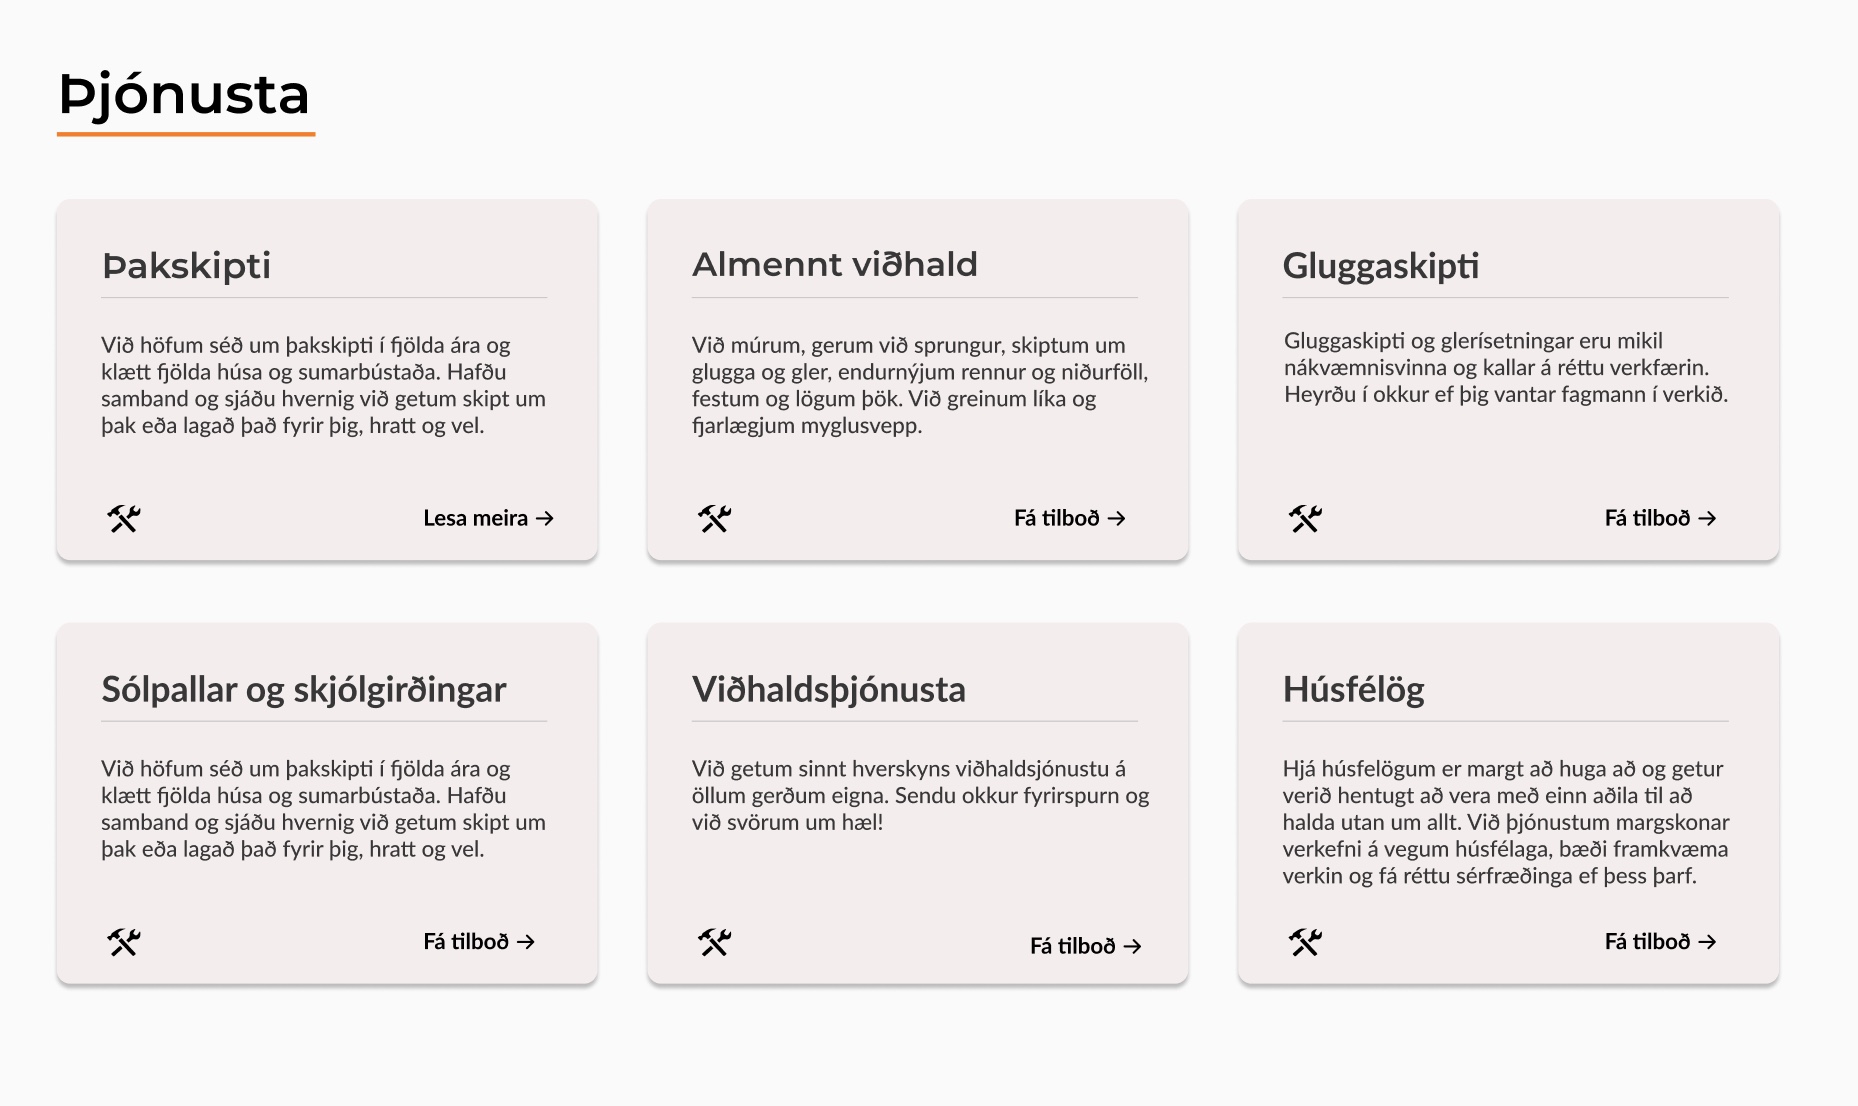 Þjónusta
Þakskipti
Við höfum séð um þakskipti í fjölda ára og
klætt fjölda húsa og sumarbústaða. Hafðu
samband og sjáðu hvernig við getum skipt um
þak eða lagað það fyrir þig, hratt og vel.
Lesa meira →
Almennt viðhald
Við múrum, gerum við sprungur, skiptum um
glugga og gler, endurnýjum rennur og niðurföll,
festum og lögum þök. Við greinum líka og
fjarlægjum myglusvepp.
Fá tilboð →
Gluggaskipti
Gluggaskipti og glerísetningar eru mikil
nákvæmnisvinna og kallar á réttu verkfærin.
Heyrðu í okkur ef þig vantar fagmann í verkið.
Fá tilboð →
Sólpallar og skjólgirðingar
Við höfum séð um þakskipti í fjölda ára og
klætt fjölda húsa og sumarbústaða. Hafðu
samband og sjáðu hvernig við getum skipt um
þak eða lagað það fyrir þig, hratt og vel.
Fá tilboð →
Viðhaldsþjónusta
Við getum sinnt hverskyns viðhaldsjónustu á
öllum gerðum eigna. Sendu okkur fyrirspurn og
við svörum um hæl!
Fá tilboð →
Húsfélög
Hjá húsfelögum er margt að huga að og getur
verið hentugt að vera með einn aðila til að
halda utan um allt. Við þjónustum margskonar
verkefni á vegum húsfélaga, bæði framkvæma
verkin og fá réttu sérfræðinga ef þess þarf.
Fá tilboð →